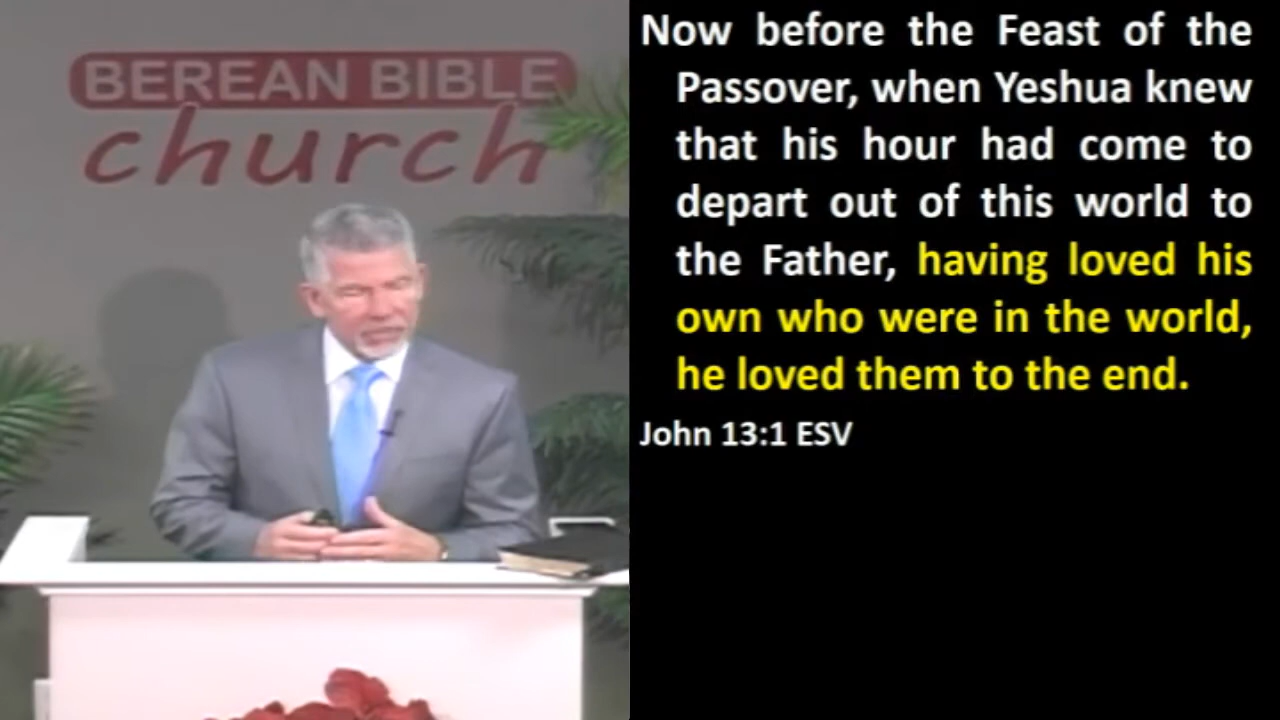 BEREAN BIBLE
church
Now before the Feast of the
Passover, when Yeshua knew
that his hour had come to
depart out of this world to
the Father, having loved his
own who were in the world,
he loved them to the end.
John 13:1 ESV